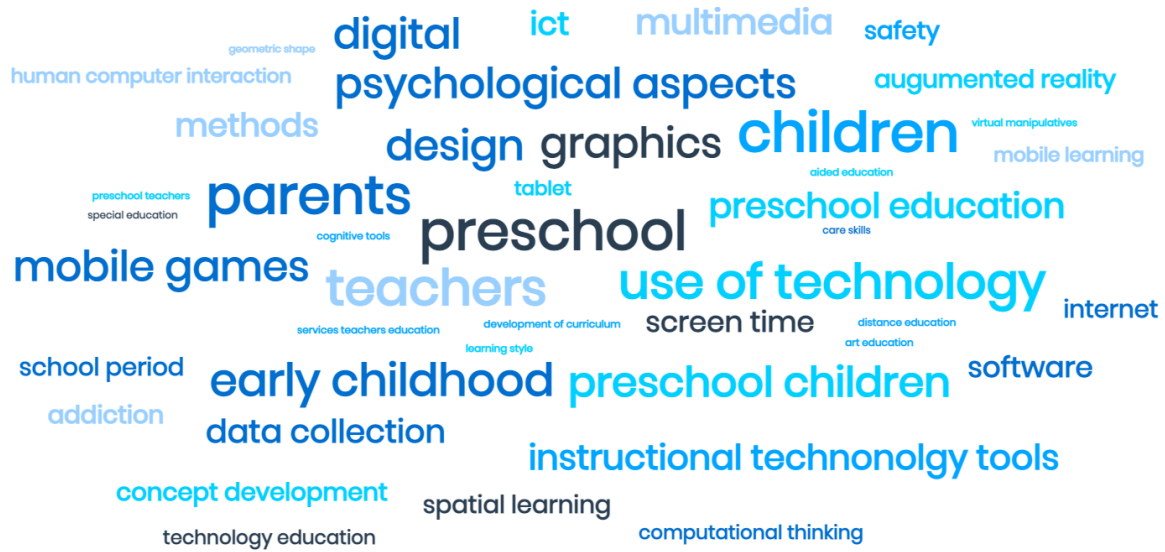 digital
ict
multimedia
safety
geometric shape
human computer interaction
psychological aspects
augumented reality
methods
design
graphics
children
virtual manipulatives
mobile learning
aided education
preschool teachers
special education
parents
tablet
preschool education
cognitive tools
preschool
care skills
mobile games
teachers
use of technology
internet
services teachers education
development of curriculum
screen time
distance education
learning style
art education
school period
early childhood
preschool children
software
addiction
data collection
instructional technonolgy tools
concept development
spatial learning
technology education
computational thinking